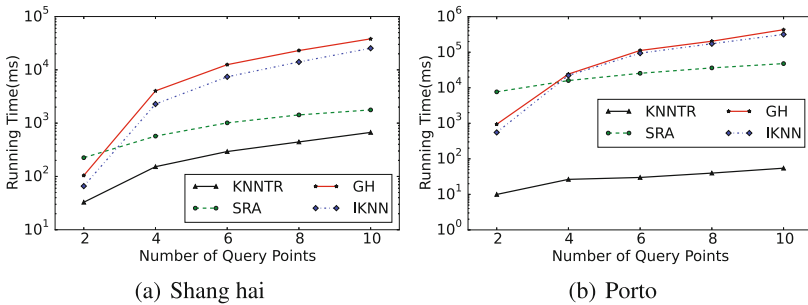 Running Time(ms)
10^5
10^4
10^3
10^2
10^1
KNNTR
SRA
GH
IKNN
2 4 6 8 10
Number of Query Points
(a) Shang hai
Running Time(ms)
10^6
10^5
10^4
10^3
10^2
10^1
10^0
KNNTR
SRA
GH
IKNN
2 4 6 8 10
Number of Query Points
(b) Porto